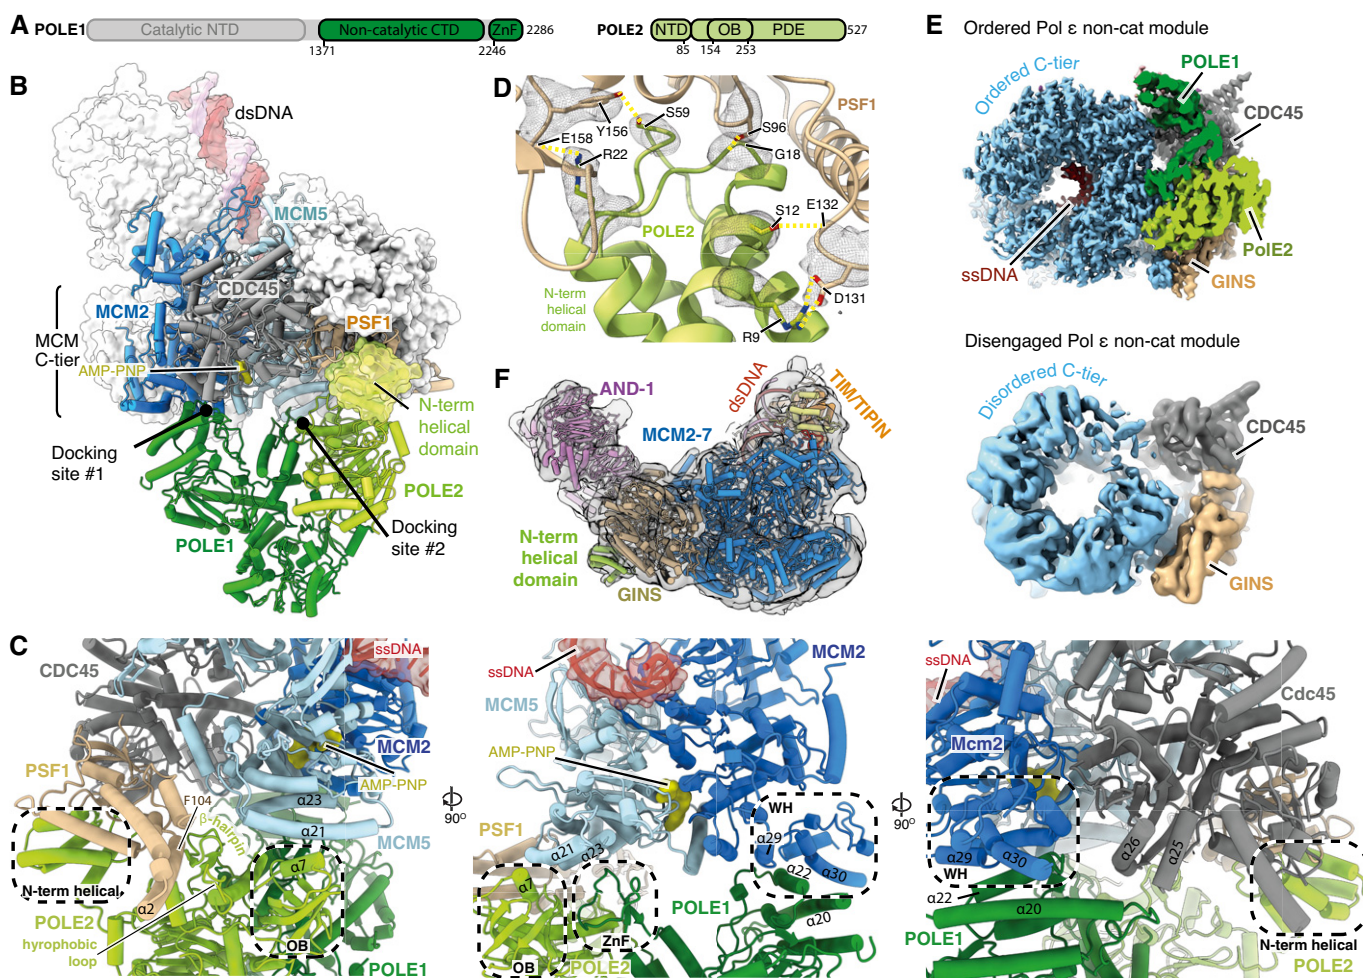 A
POLE1
Catalytic NTD
Non-catalytic CTD
ZnF
2286
1371
2246
POLE2
NTD
OB
PDE
527
85
154
253
B
dsDNA
MCM5
CDC45
MCM2
PSF1
MCM
C-tier
AMP-PNP
N-term
helical
domain
Docking
site #1
POLE2
Docking
site #2
POLE1
D
PSF1
S59
Y156
E158
R22
S96
G18
S12
E132
POLE2
N-term
helical
domain
D131
R9
E
Ordered Pol ε non-cat module
Ordered C-tier
POLE1
CDC45
ssDNA
PolE2
GINS
Disengaged Pol ε non-cat module
Disordered C-tier
CDC45
GINS
F
AND-1
dsDNA
TIM/TIPIN
MCM2-7
N-term
helical
domain
GINS
C
CDC45
ssDNA
MCM2
PSF1
AMP-PNP
F104
β-hairpin
α23
α21
MCM5
α7
N-term helical
α2
POLE2
hyrophobic
loop
OB
POLE1
90°
ssDNA
MCM2
MCM5
AMP-PNP
WH
PSF1
α21
α23
α29
α7
α22
α30
POLE1
α20
ZnF
OB
POLE2
90°
ssDNA
Cdc45
Mcm2
α26
α25
α29
α30
WH
α22
α20
POLE1
N-term helical
POLE2